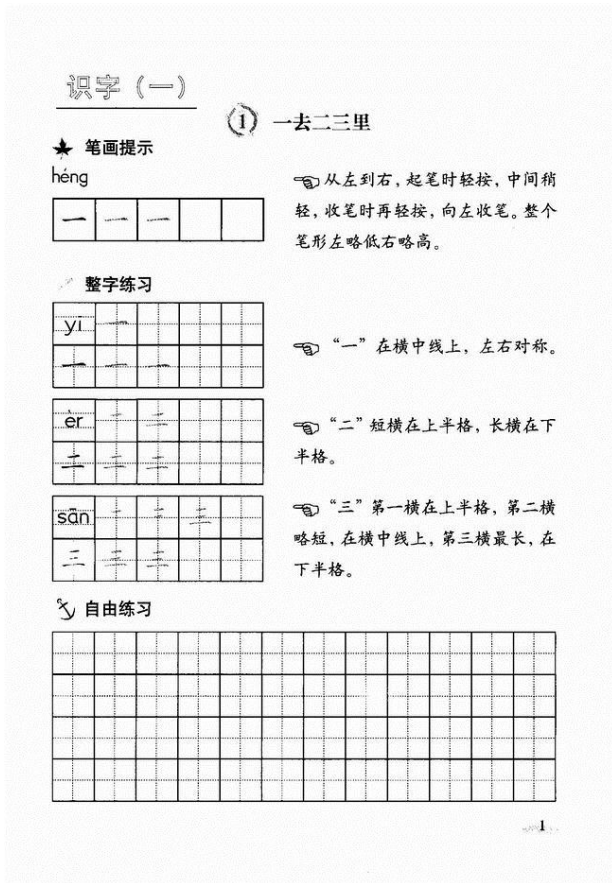 识字（一）
1 一去二三里
笔画提示
héng
一 一 一
从左到右，起笔时轻按，中间稍
轻，收笔时再轻按，向左收笔。整个
笔形左略低右略高。
整字练习
yī 一
一 一 一
“一”在横中线上，左右对称。
èr 一 二
二 二 二
“二”短横在上半格，长横在下
半格。
sān 一 二 三
三 三 三
“三”第一横在上半格，第二横
略短，在横中线上，第三横最长，在
下半格。
自由练习
1